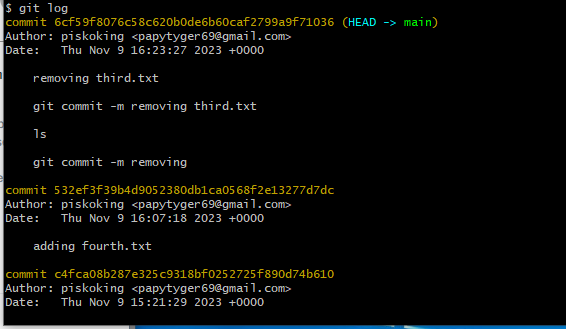 $ git log
commit 6cf59f8076c58c620b0de6b60caf2799a9f71036 (HEAD -> main)
Author: piskoking <papytyger69@gmail.com>
Date:   Thu Nov 9 16:23:27 2023 +0000
removing third.txt
git commit -m removing third.txt
ls
git commit -m removing
commit 532ef3f39b4d9052380db1ca0568f2e13277d7dc
Author: piskoking <papytyger69@gmail.com>
Date:   Thu Nov 9 16:07:18 2023 +0000
adding fourth.txt
commit c4fca08b287e325c9318bf0252725f890d74b610
Author: piskoking <papytyger69@gmail.com>
Date:   Thu Nov 9 15:21:29 2023 +0000